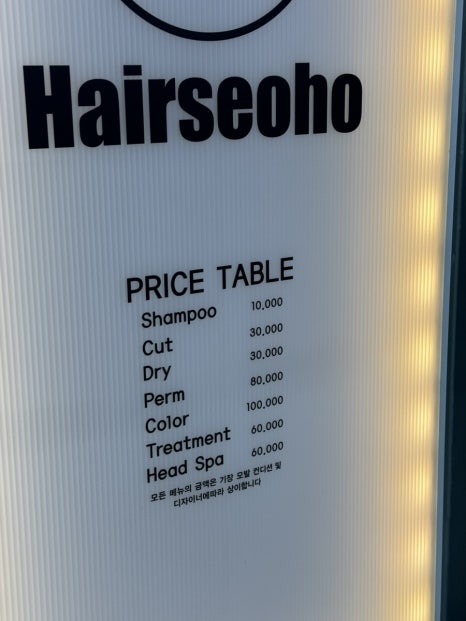 Hairseoho
PRICE TABLE
Shampoo 10.000
Cut 30.000
Dry 30.000
Perm 80.000
Color 100.000
Treatment 60.000
Head Spa 60.000
모든 메뉴의 금액은 기장 모발 컨디션 및
디자이너에따라 상이합니다